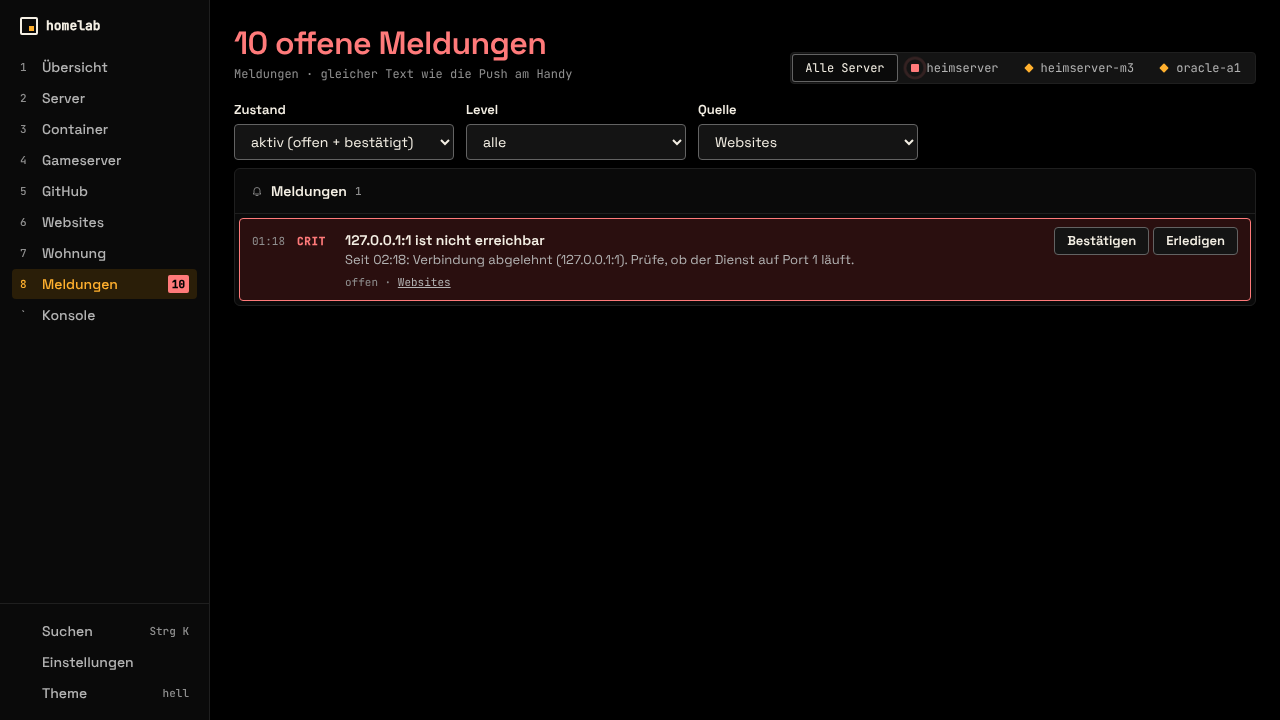 homelab
1 Übersicht
2 Server
3 Container
4 Gameserver
5 GitHub
6 Websites
7 Wohnung
8 Meldungen 10
` Konsole
Suchen Strg K
Einstellungen
Theme hell
10 offene Meldungen
Meldungen · gleicher Text wie die Push am Handy
Alle Server heimserver heimserver-m3 oracle-a1
Zustand Level Quelle
aktiv (offen + bestätigt) alle Websites
Meldungen 1
01:18 CRIT 127.0.0.1:1 ist nicht erreichbar Bestätigen Erledigen
Seit 02:18: Verbindung abgelehnt (127.0.0.1:1). Prüfe, ob der Dienst auf Port 1 läuft.
offen · Websites